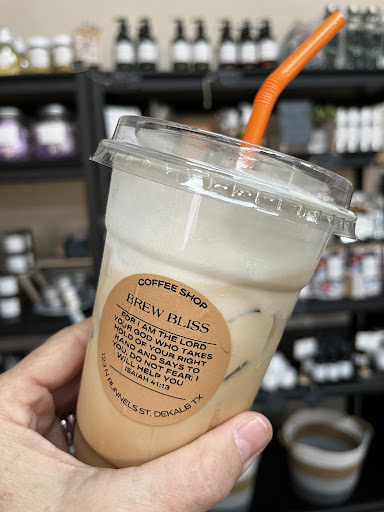 COFFEE SHOP
BREW BLISS
FOR I AM THE LORD
YOUR GOD WHO TAKES
HOLD OF YOUR RIGHT
HAND AND SAYS TO
YOU, DO NOT FEAR; I
WILL HELP YOU
ISAIAH 41:13
123 N RUNNELS ST, DEKALB TX